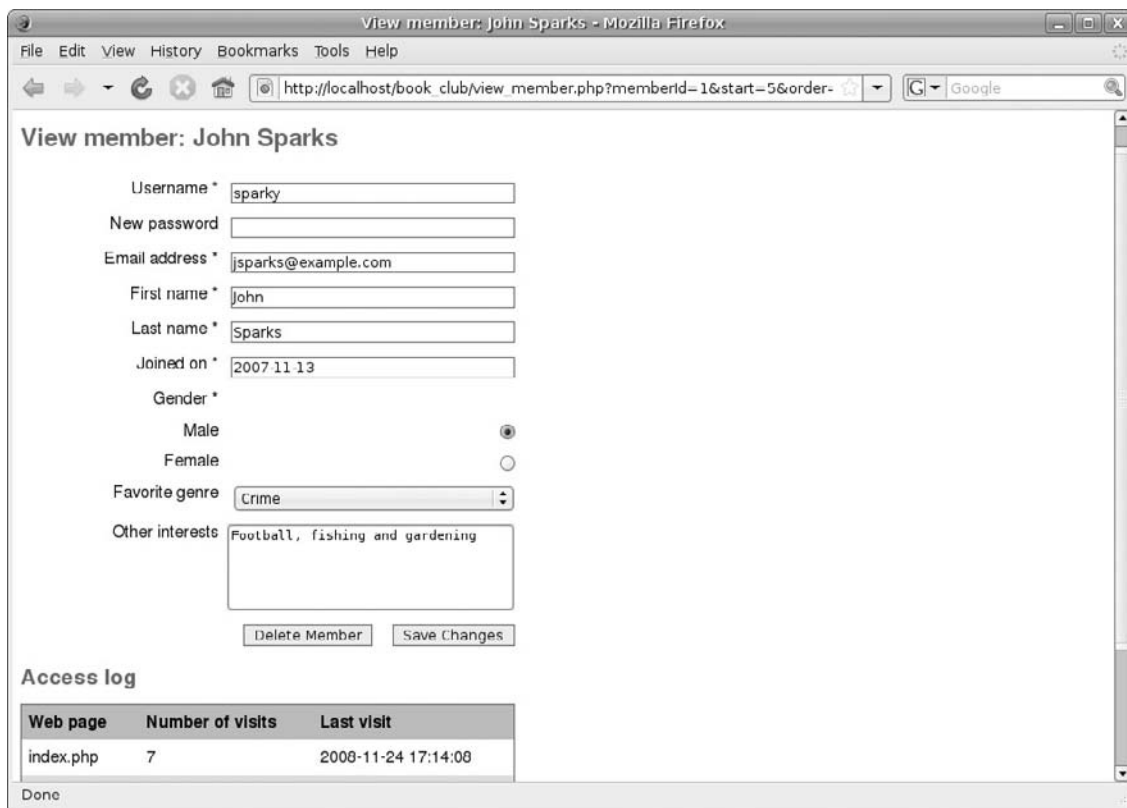 View member: John Sparks - Mozilla Firefox
File Edit View History Bookmarks Tools Help
http://localhost/book_club/view_member.php?memberId=1&start=5&order-
G Google
View member: John Sparks
Username * sparky
New password
Email address * jsparks@example.com
First name * John
Last name * Sparks
Joined on * 2007-11-13
Gender *
Male
Female
Favorite genre Crime
Other interests Football, fishing and gardening
Delete Member Save Changes
Access log
Web page Number of visits Last visit
index.php 7 2008-11-24 17:14:08
Done